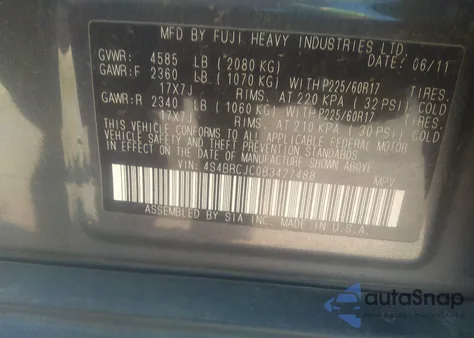 MFD BY FUJI HEAVY INDUSTRIES LTD.
GVWR: 4585 LB (2080 KG) DATE: 06/11
GAWR:F 2360 LB (1070 KG) WITH P225/60R17 TIRES.
17X7J RIMS. AT 220 KPA (32 PSI) COLD
GAWR:R 2340 LB (1060 KG) WITH P225/60R17 TIRES.
17X7J RIMS. AT 210 KPA (30 PSI) COLD
THIS VEHICLE CONFORMS TO ALL APPLICABLE FEDERAL MOTOR
VEHICLE SAFETY AND THEFT PREVENTION STANDARDS
IN EFFECT ON THE DATE OF MANUFACTURE SHOWN ABOVE.
VIN: 4S4BRCJC0B3427488 MPV
ASSEMBLED BY SIA INC. MADE IN U.S.A.
autoSnap